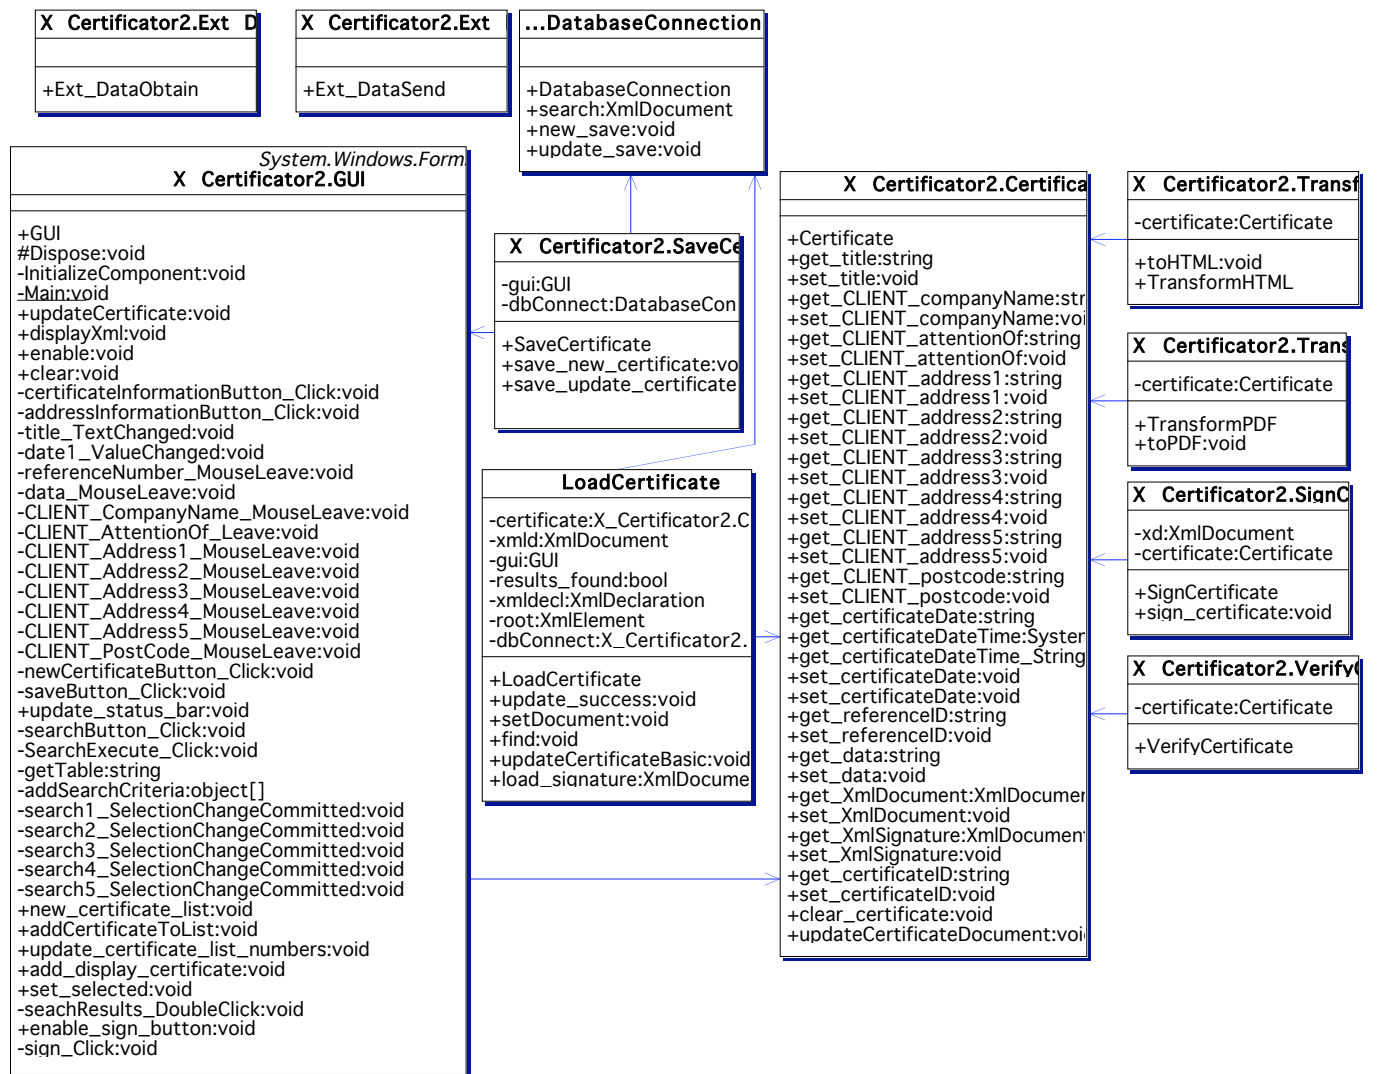 X Certificator2.Ext D
+Ext_DataObtain
X Certificator2.Ext
+Ext_DataSend
...DatabaseConnection
+DatabaseConnection
+search:XmlDocument
+new_save:void
+update_save:void
System.Windows.Form
X Certificator2.GUI
+GUI
#Dispose:void
-InitializeComponent:void
-Main:void
+updateCertificate:void
+displayXml:void
+enable:void
+clear:void
-certificateInformationButton_Click:void
-addressInformationButton_Click:void
-title_TextChanged:void
-date1_ValueChanged:void
-referenceNumber_MouseLeave:void
-data_MouseLeave:void
-CLIENT_CompanyName_MouseLeave:void
-CLIENT_AttentionOf_Leave:void
-CLIENT_Address1_MouseLeave:void
-CLIENT_Address2_MouseLeave:void
-CLIENT_Address3_MouseLeave:void
-CLIENT_Address4_MouseLeave:void
-CLIENT_Address5_MouseLeave:void
-CLIENT_PostCode_MouseLeave:void
-newCertificateButton_Click:void
-saveButton_Click:void
+update_status_bar:void
-searchButton_Click:void
-SearchExecute_Click:void
-getTable:string
-addSearchCriteria:object[]
-search1_SelectionChangeCommitted:void
-search2_SelectionChangeCommitted:void
-search3_SelectionChangeCommitted:void
-search4_SelectionChangeCommitted:void
-search5_SelectionChangeCommitted:void
+new_certificate_list:void
+addCertificateToList:void
+update_certificate_list_numbers:void
+add_display_certificate:void
+set_selected:void
-seachResults_DoubleClick:void
+enable_sign_button:void
-sign_Click:void
X Certificator2.SaveCe
-gui:GUI
-dbConnect:DatabaseCon
+SaveCertificate
+save_new_certificate:vo
+save_update_certificate
LoadCertificate
-certificate:X_Certificator2.C
-xmld:XmlDocument
-gui:GUI
-results_found:bool
-xmldecl:XmlDeclaration
-root:XmlElement
-dbConnect:X_Certificator2.
+LoadCertificate
+update_success:void
+setDocument:void
+find:void
+updateCertificateBasic:void
+load_signature:XmlDocume
X Certificator2.Certifica
+Certificate
+get_title:string
+set_title:void
+get_CLIENT_companyName:str
+set_CLIENT_companyName:voi
+get_CLIENT_attentionOf:string
+set_CLIENT_attentionOf:void
+get_CLIENT_address1:string
+set_CLIENT_address1:void
+get_CLIENT_address2:string
+set_CLIENT_address2:void
+get_CLIENT_address3:string
+set_CLIENT_address3:void
+get_CLIENT_address4:string
+set_CLIENT_address4:void
+get_CLIENT_address5:string
+set_CLIENT_address5:void
+get_CLIENT_postcode:string
+set_CLIENT_postcode:void
+get_certificateDate:string
+get_certificateDateTime:System
+get_certificateDateTime_String
+set_certificateDate:void
+set_certificateDate:void
+get_referenceID:string
+set_referenceID:void
+get_data:string
+set_data:void
+get_XmlDocument:XmlDocumen
+set_XmlDocument:void
+get_XmlSignature:XmlDocument
+set_XmlSignature:void
+get_certificateID:string
+set_certificateID:void
+clear_certificate:void
+updateCertificateDocument:voi
X Certificator2.Transf
-certificate:Certificate
+toHTML:void
+TransformHTML
X Certificator2.Trans
-certificate:Certificate
+TransformPDF
+toPDF:void
X Certificator2.SignC
-xd:XmlDocument
-certificate:Certificate
+SignCertificate
+sign_certificate:void
X Certificator2.Verify
-certificate:Certificate
+VerifyCertificate